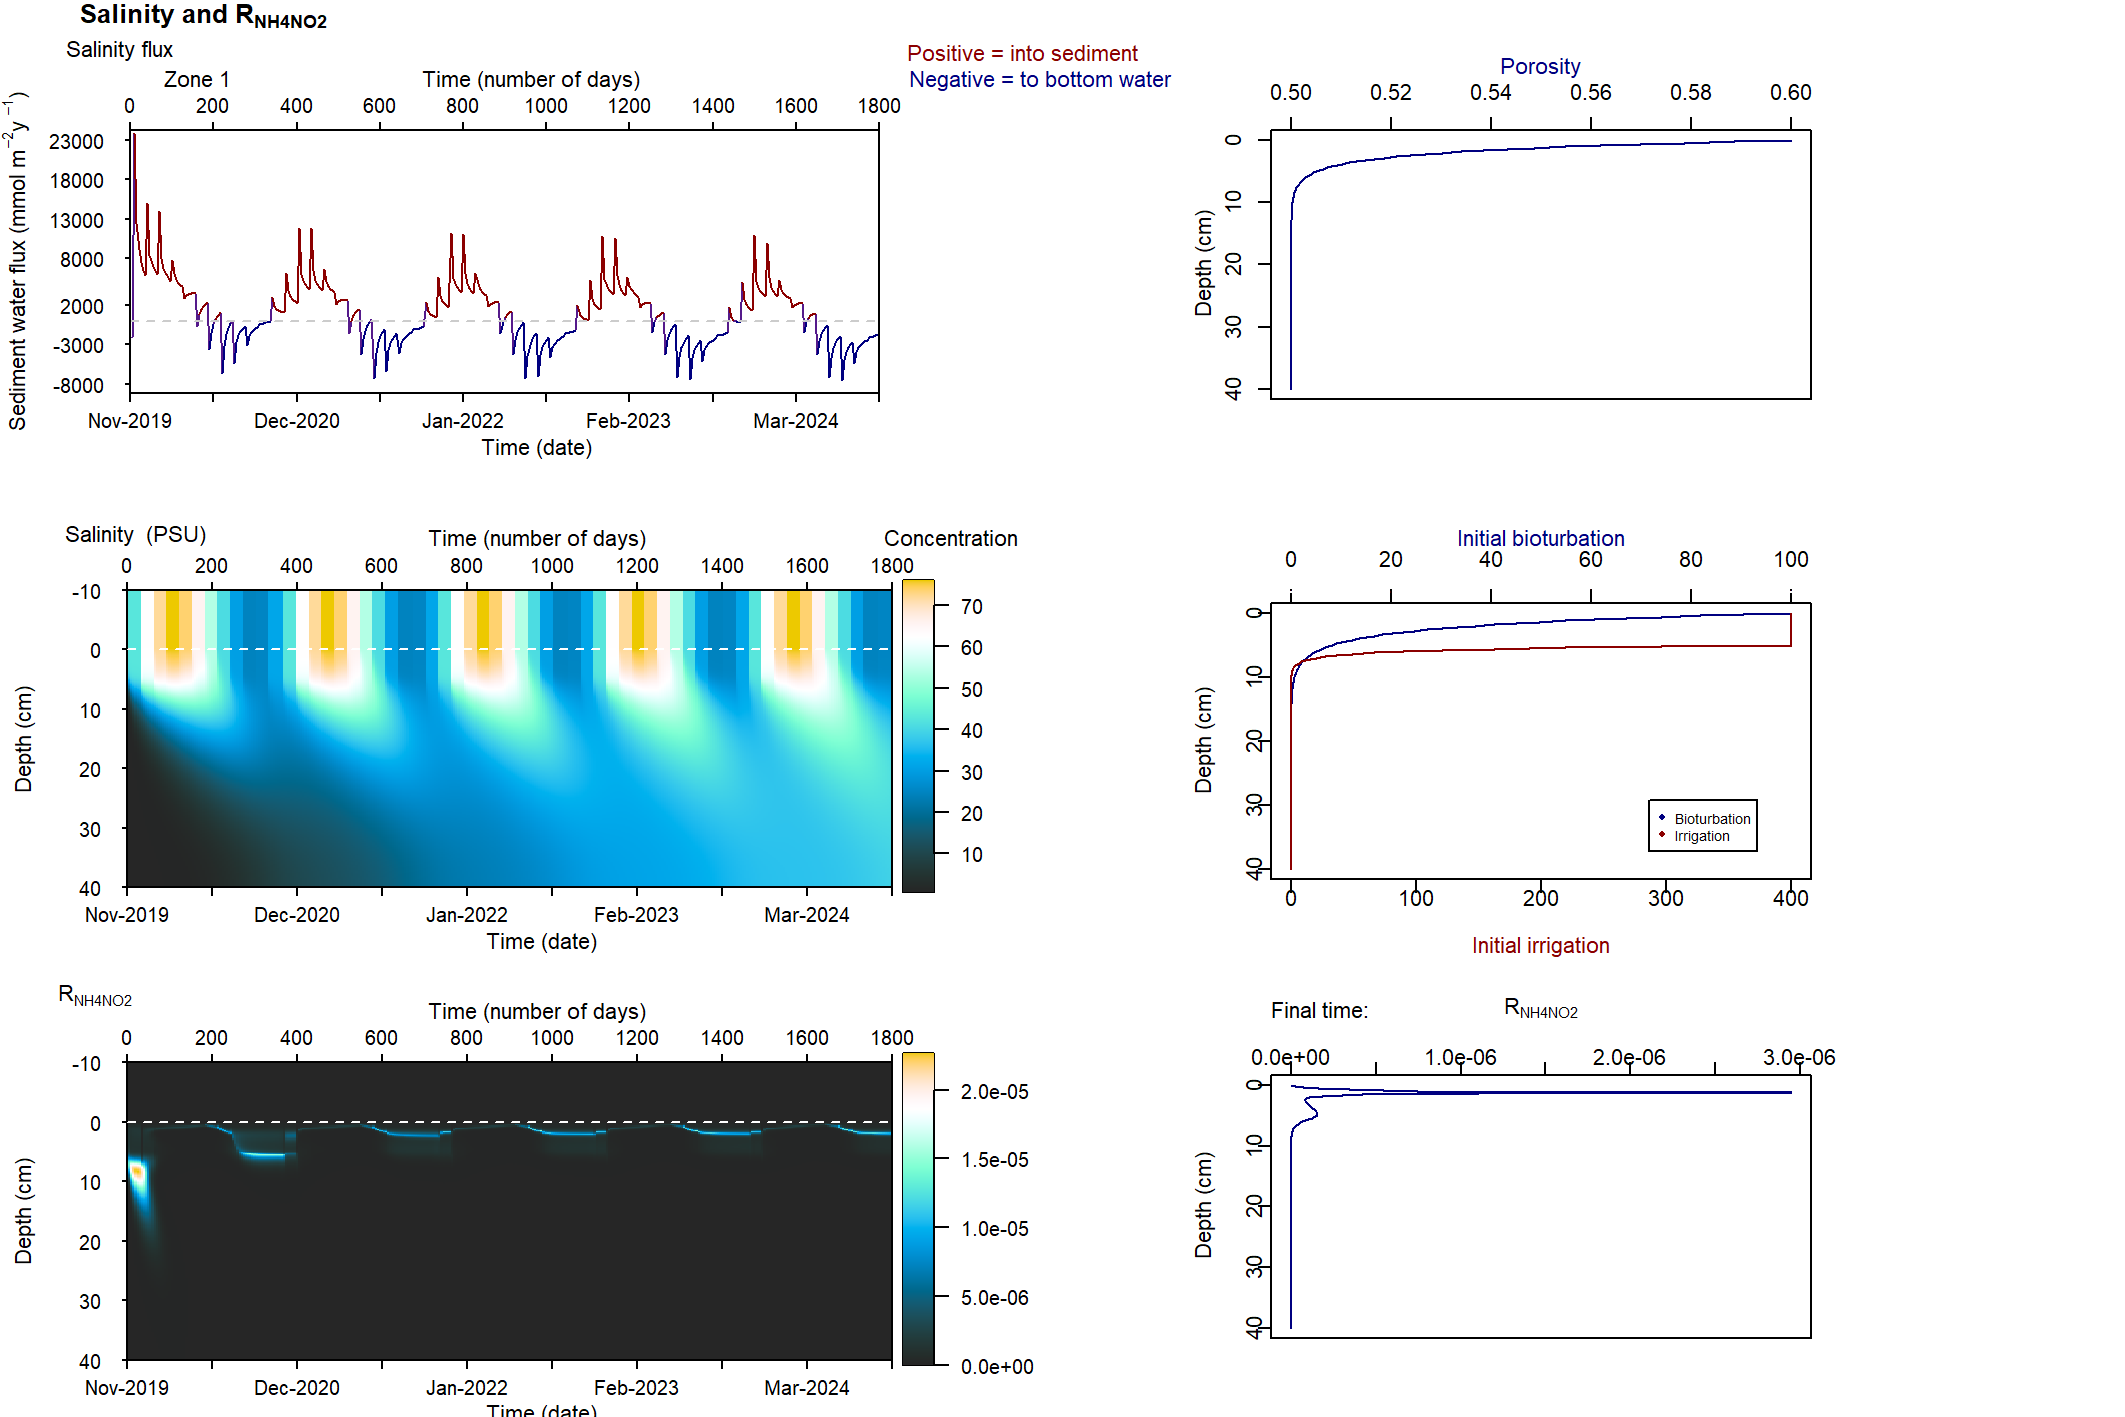 Salinity and RNH4NO2
Salinity flux
Positive = into sediment
Negative = to bottom water
Zone 1
Time (number of days)
0 200 400 600 800 1000 1200 1400 1600 1800
Sediment water flux (mmol m−2y−1)
23000
18000
13000
8000
2000
-3000
-8000
Nov-2019 Dec-2020 Jan-2022 Feb-2023 Mar-2024
Time (date)
Porosity
0.50 0.52 0.54 0.56 0.58 0.60
Depth (cm)
0
10
20
30
40
Salinity (PSU)
Time (number of days)
Concentration
0 200 400 600 800 1000 1200 1400 1600 1800
Depth (cm)
-10
0
10
20
30
40
70
60
50
40
30
20
10
Nov-2019 Dec-2020 Jan-2022 Feb-2023 Mar-2024
Time (date)
Initial bioturbation
0 20 40 60 80 100
Depth (cm)
0
10
20
30
40
Bioturbation
Irrigation
0 100 200 300 400
Initial irrigation
RNH4NO2
Time (number of days)
0 200 400 600 800 1000 1200 1400 1600 1800
Depth (cm)
-10
0
10
20
30
40
2.0e-05
1.5e-05
1.0e-05
5.0e-06
0.0e+00
Nov-2019 Dec-2020 Jan-2022 Feb-2023 Mar-2024
Time (date)
Final time:
RNH4NO2
0.0e+00 1.0e-06 2.0e-06 3.0e-06
Depth (cm)
0
10
20
30
40